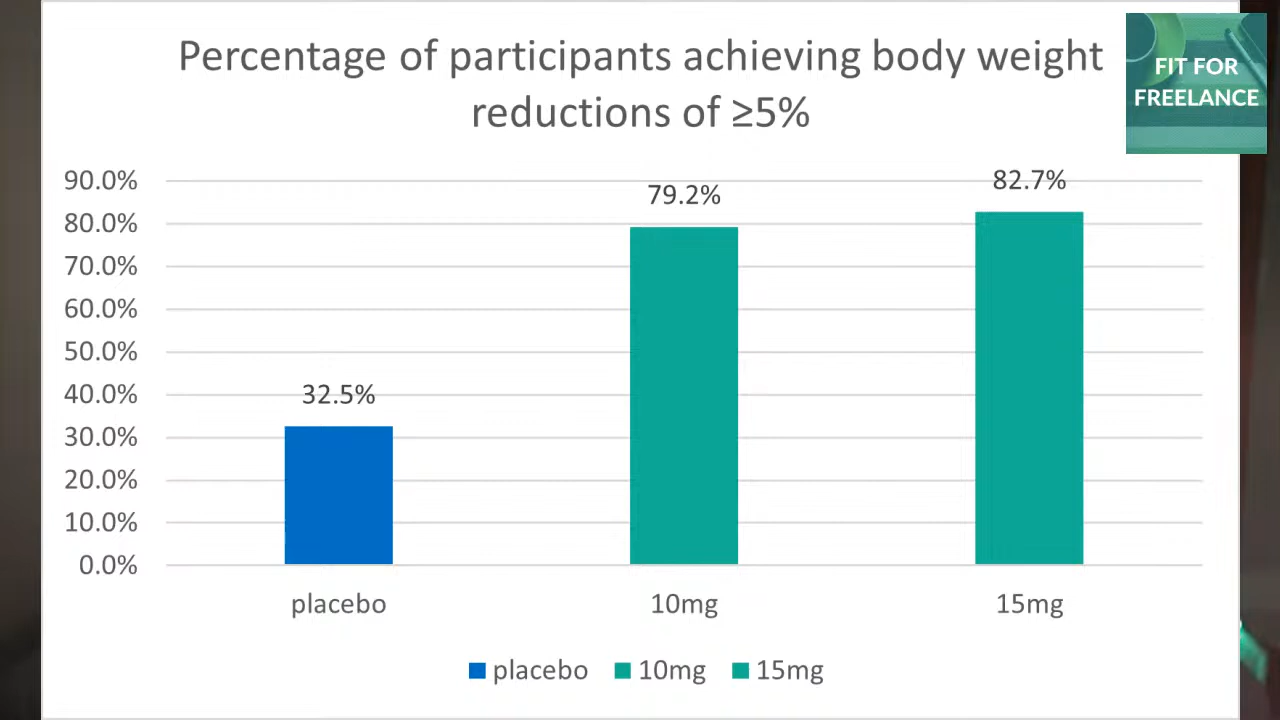 Percentage of participants achieving body weight
reductions of ≥5%
FIT FOR
FREELANCE
90.0%
80.0%
70.0%
60.0%
50.0%
40.0%
30.0%
20.0%
10.0%
0.0%
32.5%
79.2%
82.7%
placebo
10mg
15mg
placebo
10mg
15mg